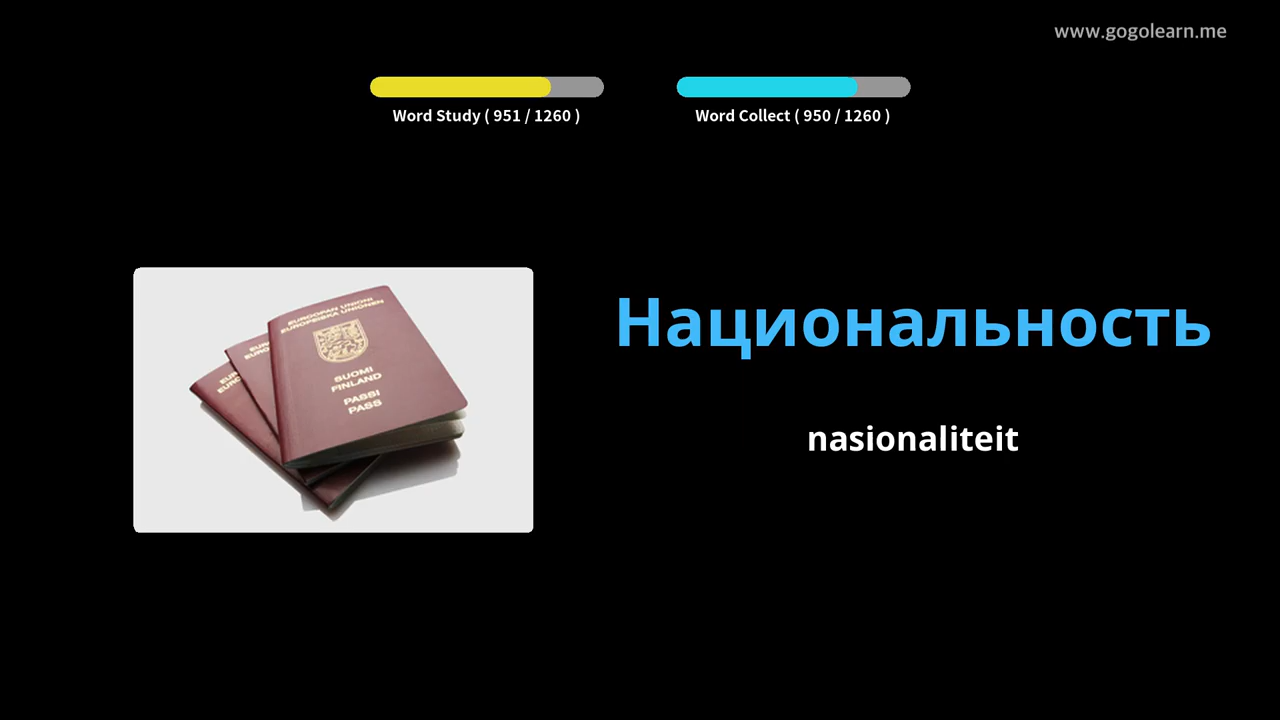 www.gogolearn.me
Word Study ( 951 / 1260 )
Word Collect ( 950 / 1260 )
EUROOPAN UNIONI
EUROPEISKA UNIONEN
SUOMI
FINLAND
PASSI
PASS
Национальность
nasionaliteit